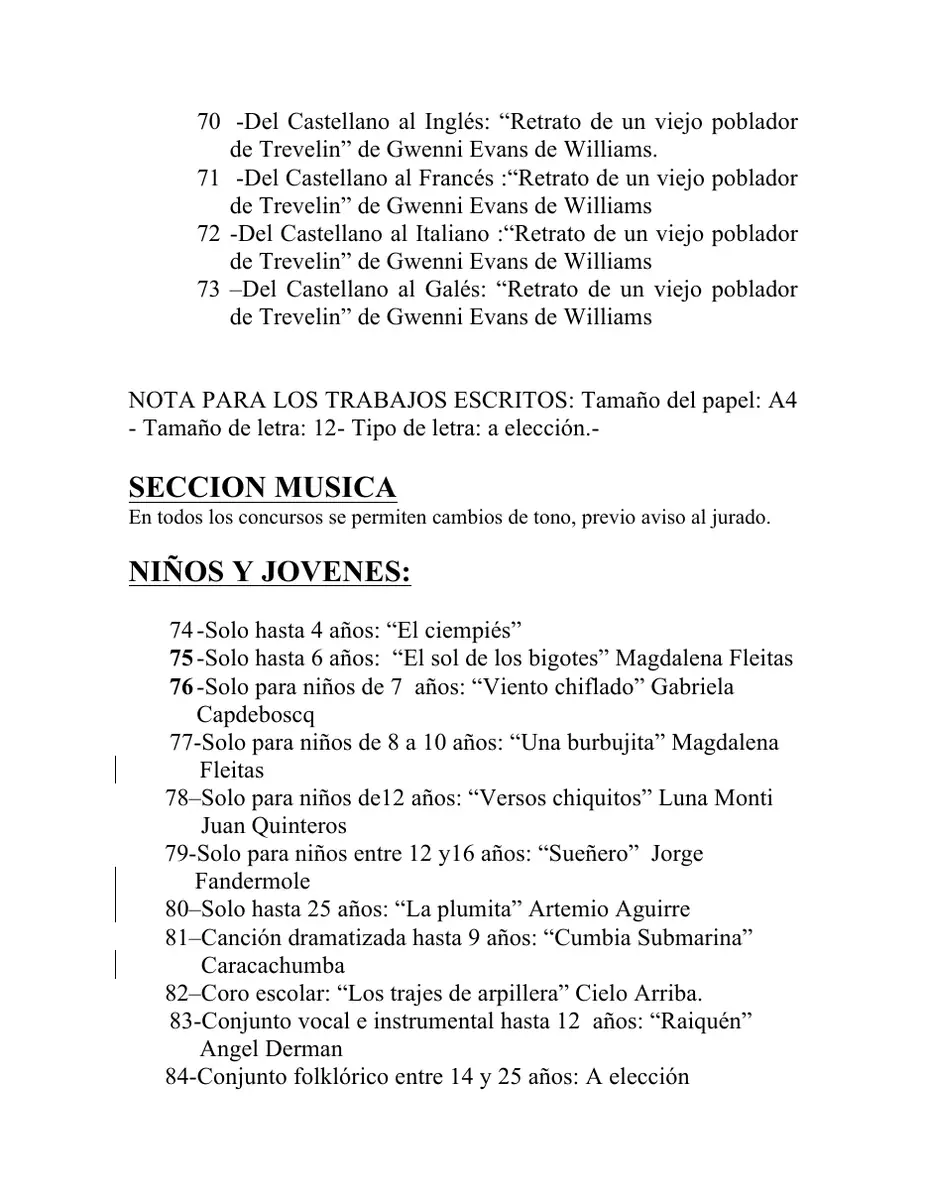 70 -Del Castellano al Inglés: “Retrato de un viejo poblador
de Trevelin” de Gwenni Evans de Williams.
71 -Del Castellano al Francés :“Retrato de un viejo poblador
de Trevelin” de Gwenni Evans de Williams
72 -Del Castellano al Italiano :“Retrato de un viejo poblador
de Trevelin” de Gwenni Evans de Williams
73 –Del Castellano al Galés: “Retrato de un viejo poblador
de Trevelin” de Gwenni Evans de Williams
NOTA PARA LOS TRABAJOS ESCRITOS: Tamaño del papel: A4
- Tamaño de letra: 12- Tipo de letra: a elección.-
SECCION MUSICA
En todos los concursos se permiten cambios de tono, previo aviso al jurado.
NIÑOS Y JOVENES:
74 -Solo hasta 4 años: “El ciempiés”
75 -Solo hasta 6 años: “El sol de los bigotes” Magdalena Fleitas
76 -Solo para niños de 7 años: “Viento chiflado” Gabriela
Capdeboscq
77-Solo para niños de 8 a 10 años: “Una burbujita” Magdalena
Fleitas
78–Solo para niños de12 años: “Versos chiquitos” Luna Monti
Juan Quinteros
79-Solo para niños entre 12 y16 años: “Sueñero” Jorge
Fandermole
80–Solo hasta 25 años: “La plumita” Artemio Aguirre
81–Canción dramatizada hasta 9 años: “Cumbia Submarina”
Caracachumba
82–Coro escolar: “Los trajes de arpillera” Cielo Arriba.
83-Conjunto vocal e instrumental hasta 12 años: “Raiquén”
Angel Derman
84-Conjunto folklórico entre 14 y 25 años: A elección